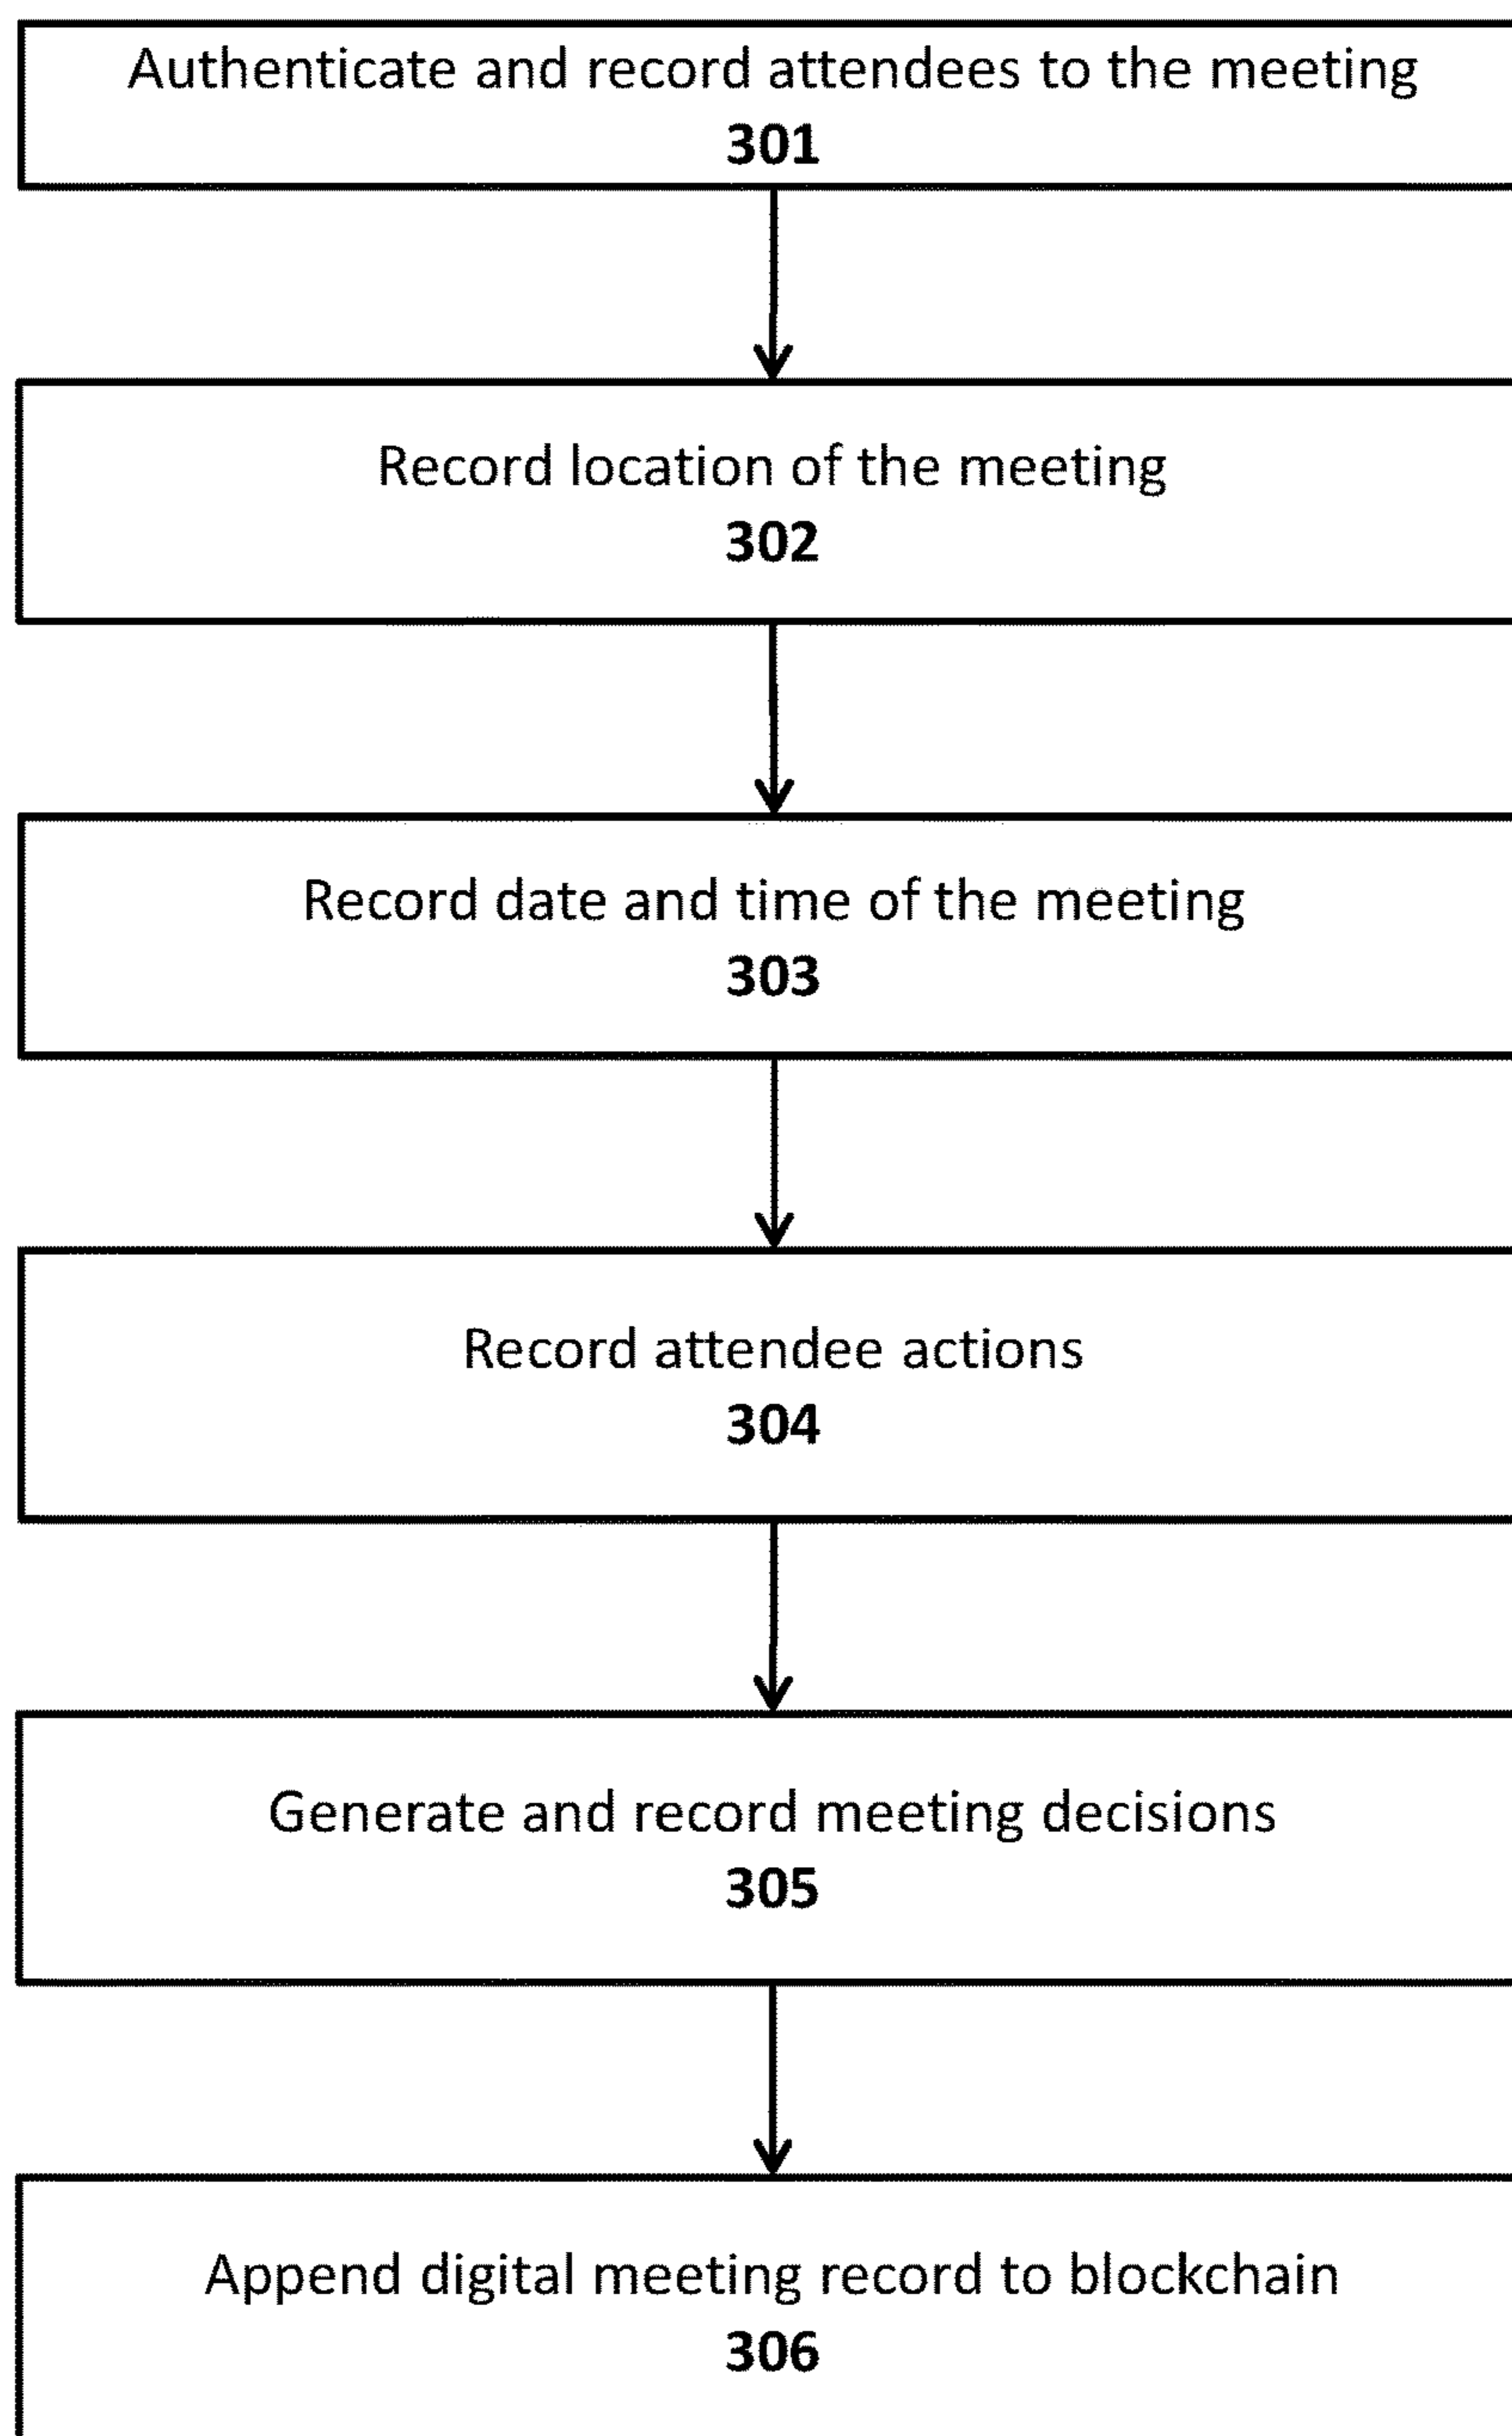 Authenticate and record attendees to the meeting
301
Record location of the meeting
302
Record date and time of the meeting
303
Record attendee actions
304
Generate and record meeting decisions
305
Append digital meeting record to blockchain
306